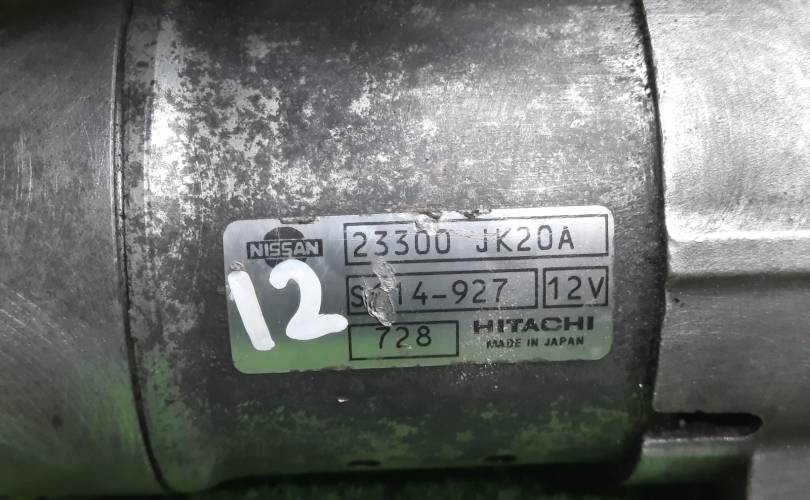 NISSAN 23300 JK20A
12
14-927 12V
728 HITACHI
MADE IN JAPAN